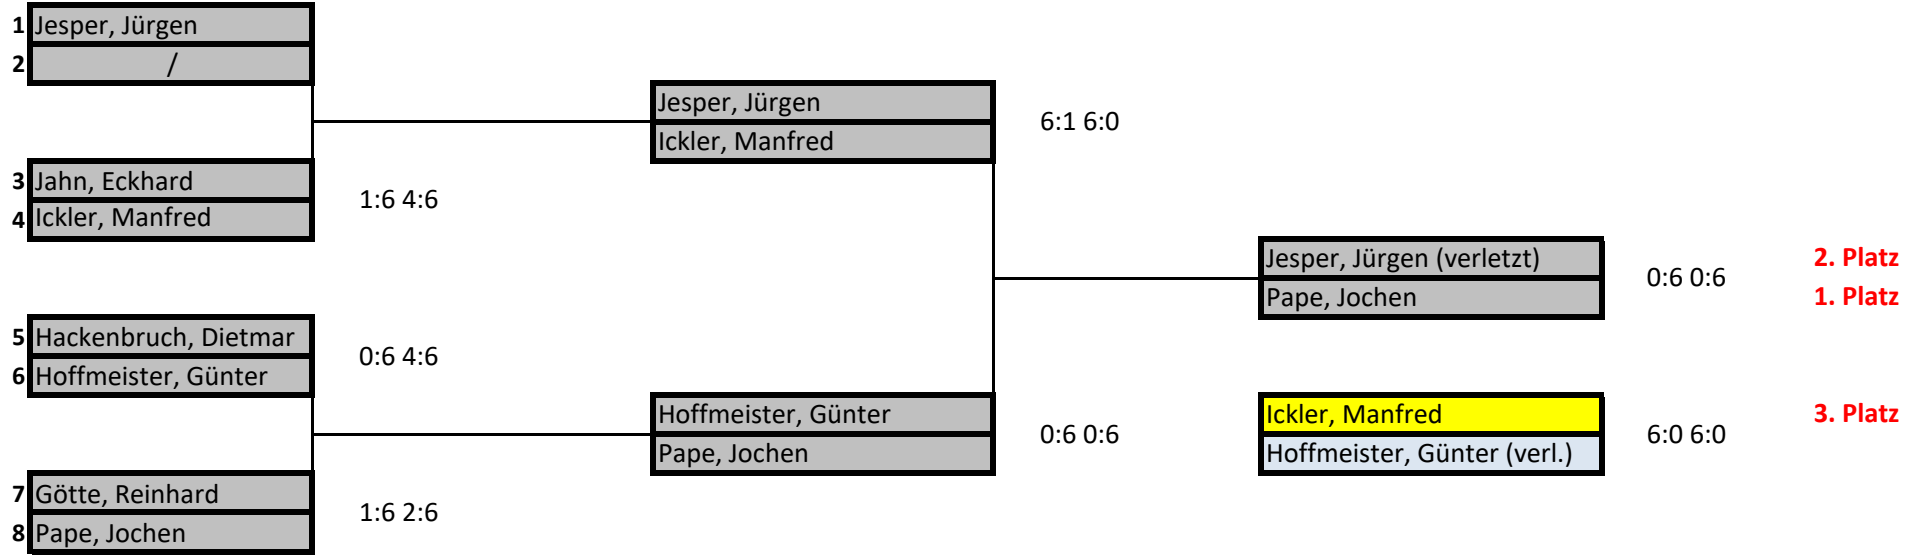 1 Jesper, Jürgen
2 /
Jesper, Jürgen
6:1 6:0
Ickler, Manfred
3 Jahn, Eckhard
1:6 4:6
4 Ickler, Manfred
Jesper, Jürgen (verletzt)
0:6 0:6
2. Platz
Pape, Jochen
1. Platz
5 Hackenbruch, Dietmar
0:6 4:6
6 Hoffmeister, Günter
Hoffmeister, Günter
0:6 0:6
Pape, Jochen
Ickler, Manfred
6:0 6:0
3. Platz
Hoffmeister, Günter (verl.)
7 Götte, Reinhard
1:6 2:6
8 Pape, Jochen